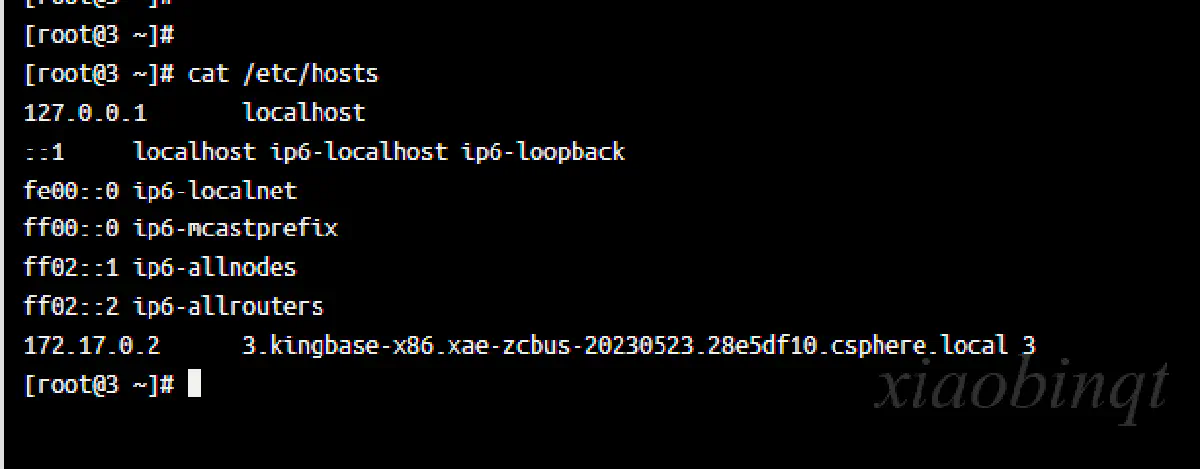 [root@3 ~]#
[root@3 ~]#
[root@3 ~]# cat /etc/hosts
127.0.0.1 localhost
::1 localhost ip6-localhost ip6-loopback
fe00::0 ip6-localnet
ff00::0 ip6-mcastprefix
ff02::1 ip6-allnodes
ff02::2 ip6-allrouters
172.17.0.2 3.kingbase-x86.xae-zcbus-20230523.28e5df10.csphere.local 3
[root@3 ~]#
xiaobinqt